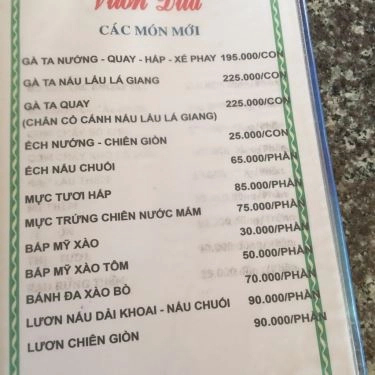 Vườn Dừa
CÁC MÓN MỚI
GÀ TA NƯỚNG - QUAY - HẤP - XÉ PHAY 195.000/CON
GÀ TA NẤU LẨU LÁ GIANG 225.000/CON
GÀ TA QUAY 225.000/CON
(CHÂN CỔ CÁNH NẤU LẨU LÁ GIANG)
ẾCH NƯỚNG - CHIÊN GIÒN 25.000/CON
ẾCH NẤU CHUỐI 65.000/PHẦN
MỰC TƯƠI HẤP 85.000/PHẦN
MỰC TRỨNG CHIÊN NƯỚC MẮM 75.000/PHẦN
BẮP MỸ XÀO 30.000/PHẦN
BẮP MỸ XÀO TÔM 50.000/PHẦN
BÁNH ĐA XÀO BÒ 70.000/PHẦN
LƯƠN NẤU DẢI KHOAI - NẤU CHUỐI 90.000/PHẦN
LƯƠN CHIÊN GIÒN 90.000/PHẦN